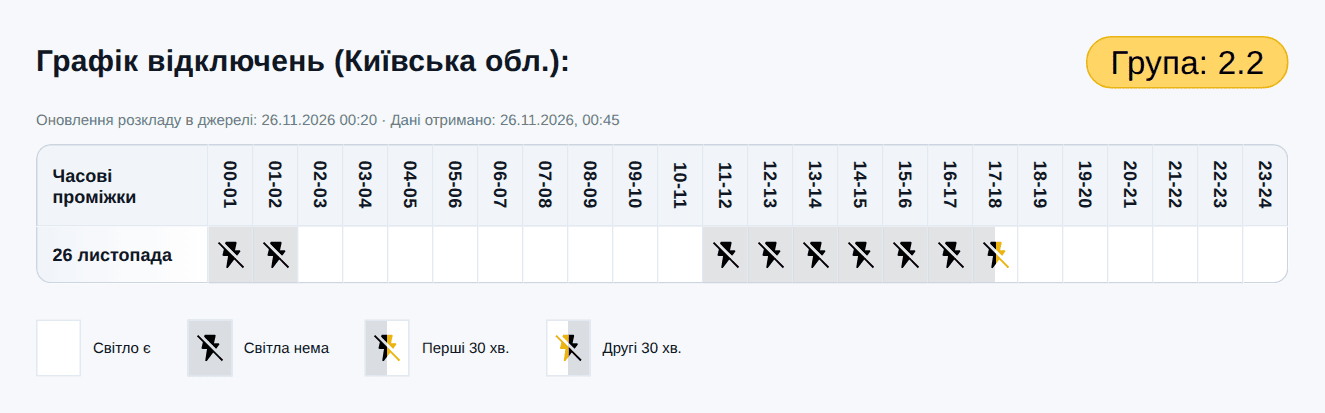 Графік відключень (Київська обл.):
Група: 2.2
Оновлення розкладу в джерелі: 26.11.2026 00:20 · Дані отримано: 26.11.2026, 00:45
Часові
проміжки
00-01
01-02
02-03
03-04
04-05
05-06
06-07
07-08
08-09
09-10
10-11
11-12
12-13
13-14
14-15
15-16
16-17
17-18
18-19
19-20
20-21
21-22
22-23
23-24
26 листопада
Світло є
Світла нема
Перші 30 хв.
Другі 30 хв.